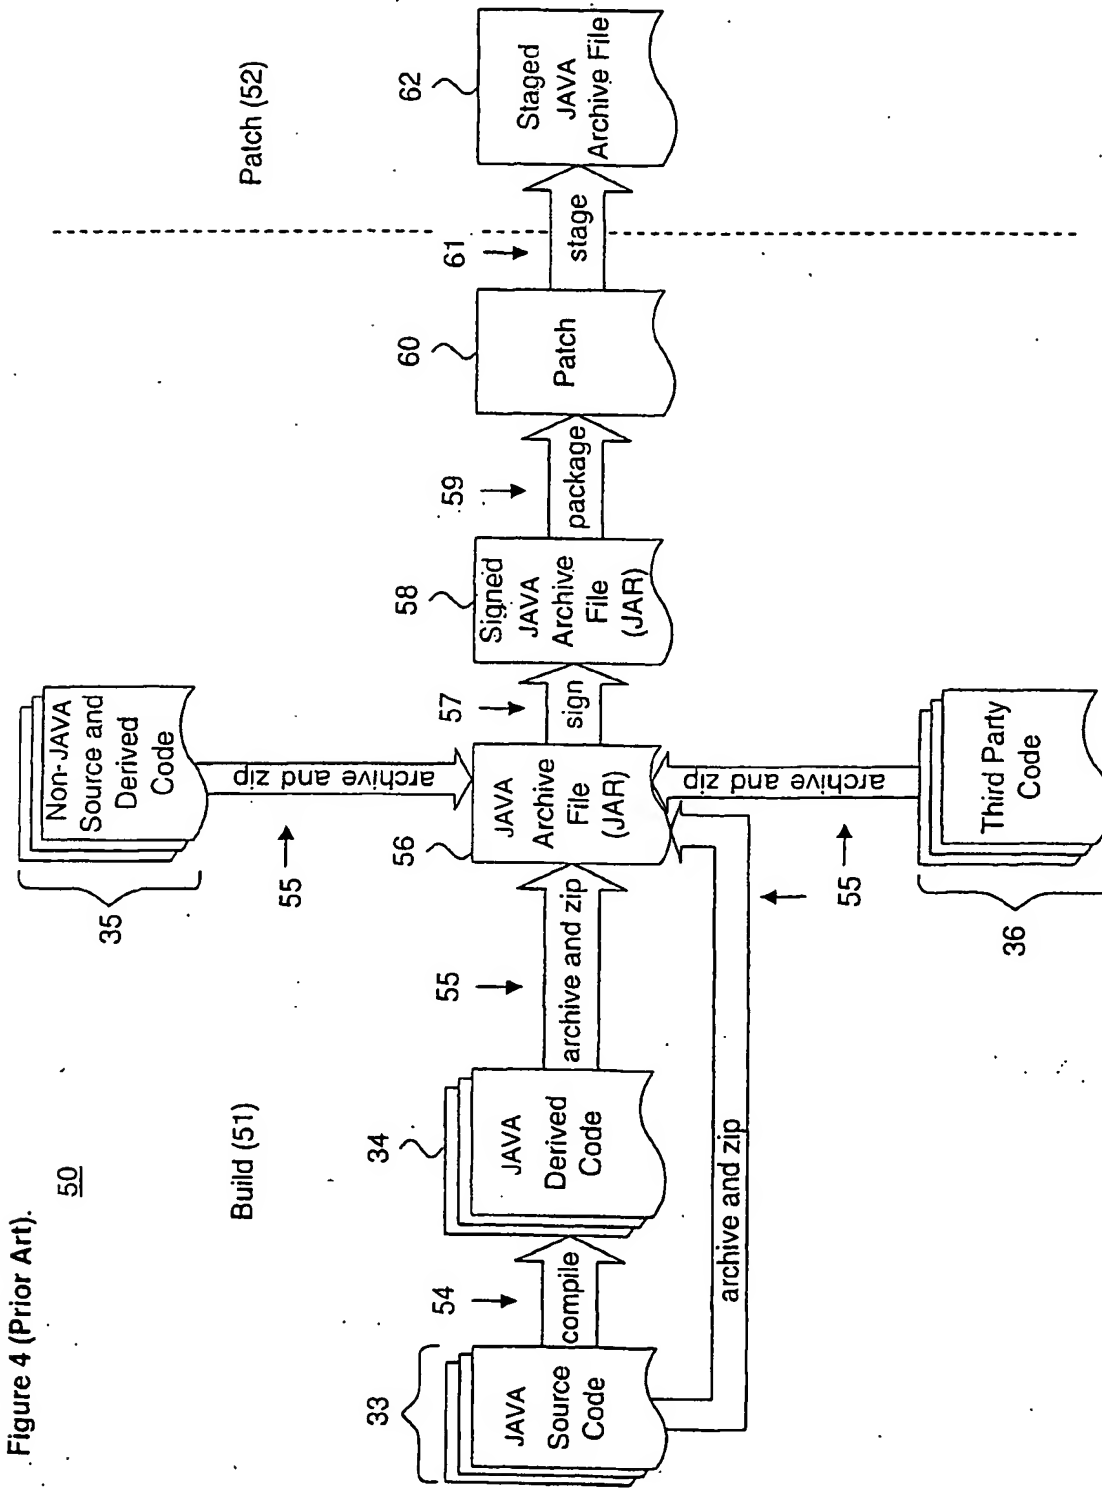 Figure 4 (Prior Art).
50
Build (51)
Patch (52)
35
Non-JAVA
Source and
Derived
Code
55
archive and zip
33
JAVA
Source
Code
54
compile
34
JAVA
Derived
Code
55
archive and zip
56
JAVA
Archive
File
(JAR)
57
sign
58
Signed
JAVA
Archive
File
(JAR)
59
package
60
Patch
61
stage
62
Staged
JAVA
Archive File
archive and zip
55
archive and zip
36
Third Party
Code